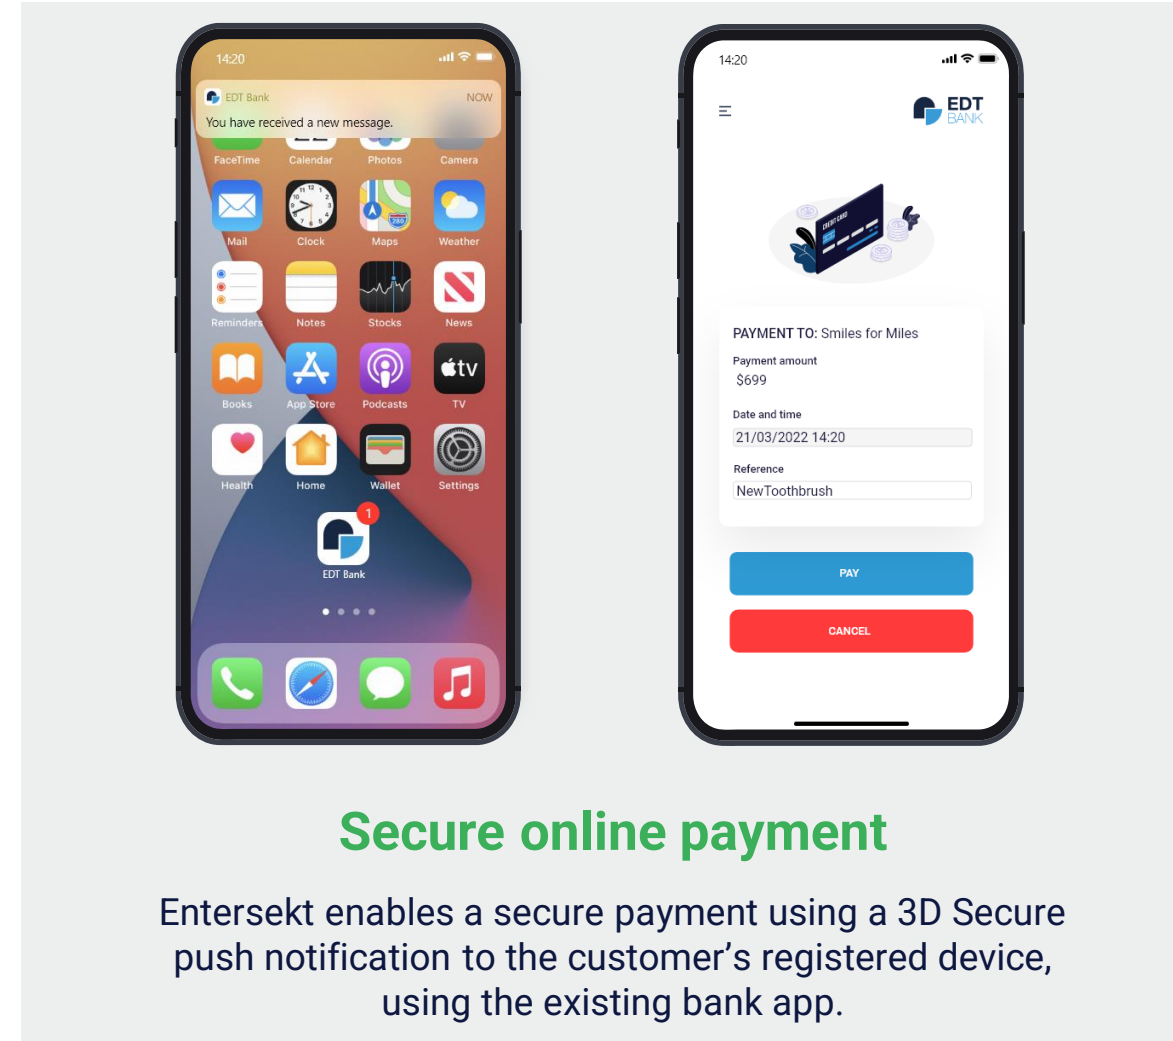 14:20
EDT Bank
NOW
You have received a new message.
FaceTime
Calendar
Photos
Camera
Mail
Clock
Maps
280
Weather
Reminders
Notes
Stocks
News
Books
App Store
Podcasts
tv
TV
Health
Home
Wallet
Settings
1
EDT Bank
14:20
EDT
BANK
CREDIT CARD
PAYMENT TO: Smiles for Miles
Payment amount
$699
Date and time
21/03/2022 14:20
Reference
NewToothbrush
PAY
CANCEL
Secure online payment
Entersekt enables a secure payment using a 3D Secure
push notification to the customer’s registered device,
using the existing bank app.